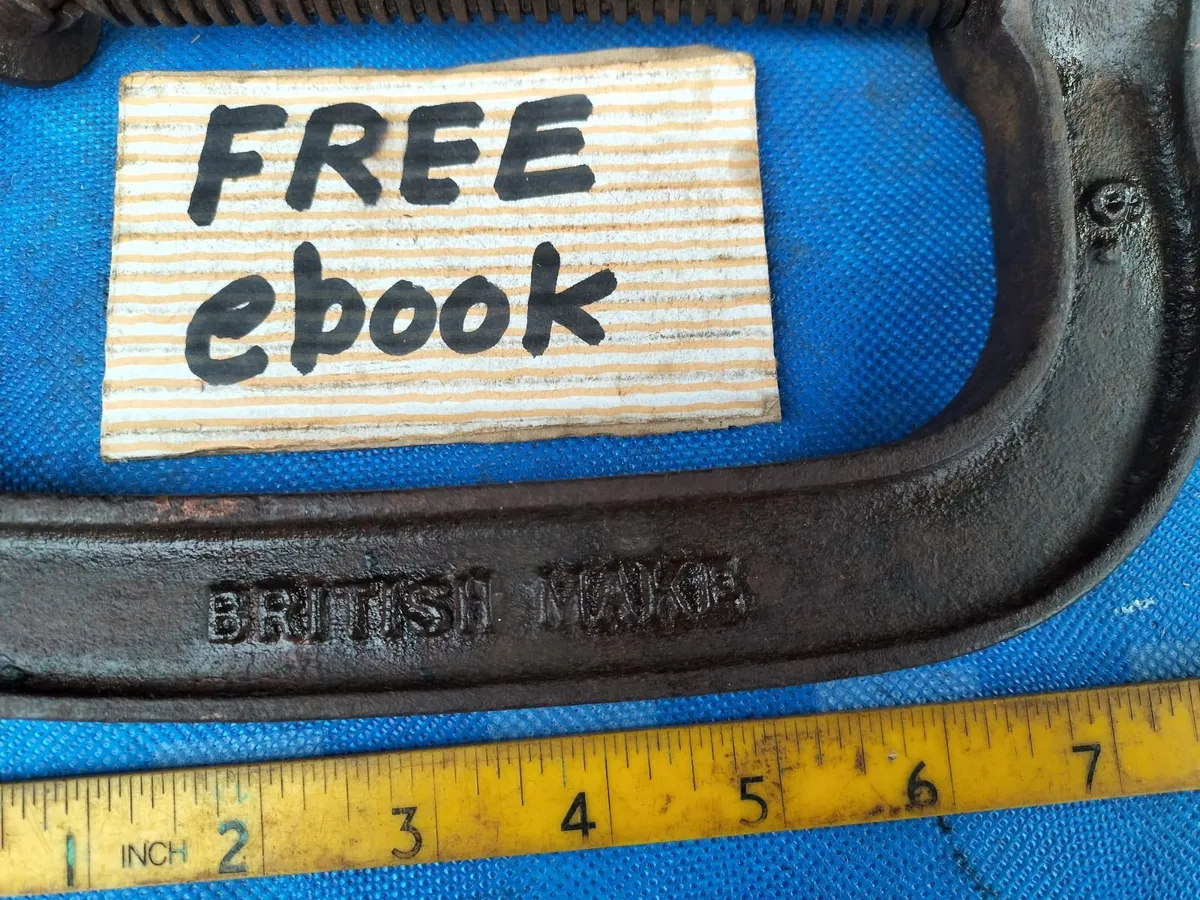 FREE
ebook
BRITISH MAKE
1 INCH 2 3 4 5 6 7